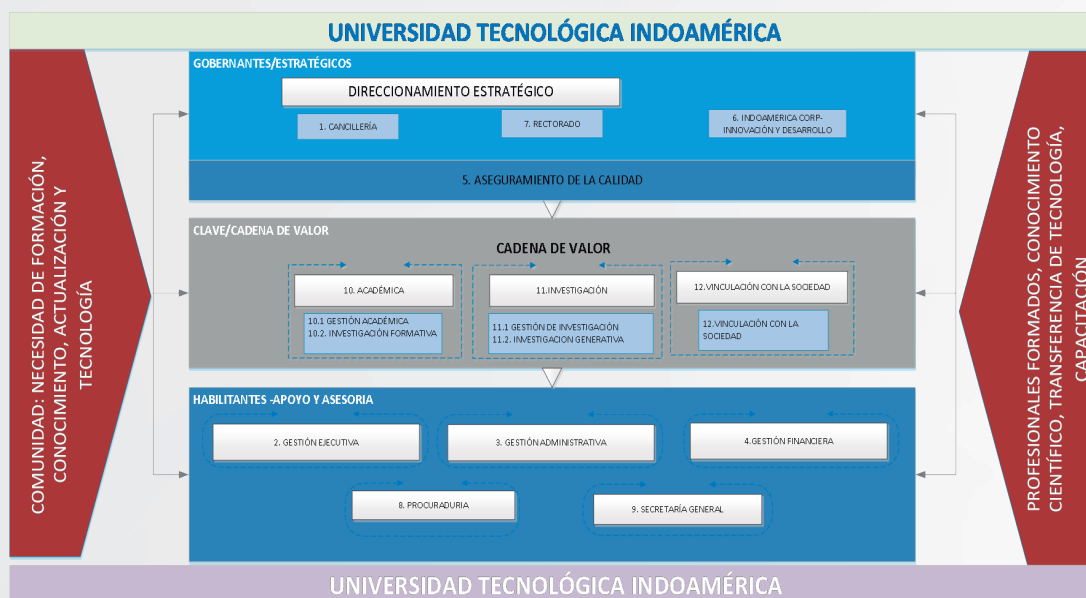 UNIVERSIDAD TECNOLÓGICA INDOAMÉRICA
COMUNIDAD: NECESIDAD DE FORMACIÓN,
CONOCIMIENTO, ACTUALIZACIÓN Y
TECNOLOGÍA
GOBERNANTES/ESTRATÉGICOS
DIRECCIONAMIENTO ESTRATÉGICO
1. CANCILLERÍA
7. RECTORADO
6. INDOAMERICA CORP-
INNOVACIÓN Y DESARROLLO
5. ASEGURAMIENTO DE LA CALIDAD
CLAVE/CADENA DE VALOR
CADENA DE VALOR
10. ACADÉMICA
10.1 GESTIÓN ACADÉMICA
10.2. INVESTIGACIÓN FORMATIVA
11.INVESTIGACIÓN
11.1 GESTIÓN DE INVESTIGACIÓN
11.2. INVESTIGACION GENERATIVA
12.VINCULACIÓN CON LA SOCIEDAD
12.VINCULACIÓN CON LA
SOCIEDAD
HABILITANTES -APOYO Y ASESORIA
2. GESTIÓN EJECUTIVA
3. GESTIÓN ADMINISTRATIVA
4.GESTIÓN FINANCIERA
8. PROCURADURIA
9. SECRETARÍA GENERAL
PROFESIONALES FORMADOS, CONOCIMIENTO
CIENTÍFICO, TRANSFERENCIA DE TECNOLOGÍA,
CAPACITACIÓN
UNIVERSIDAD TECNOLÓGICA INDOAMÉRICA